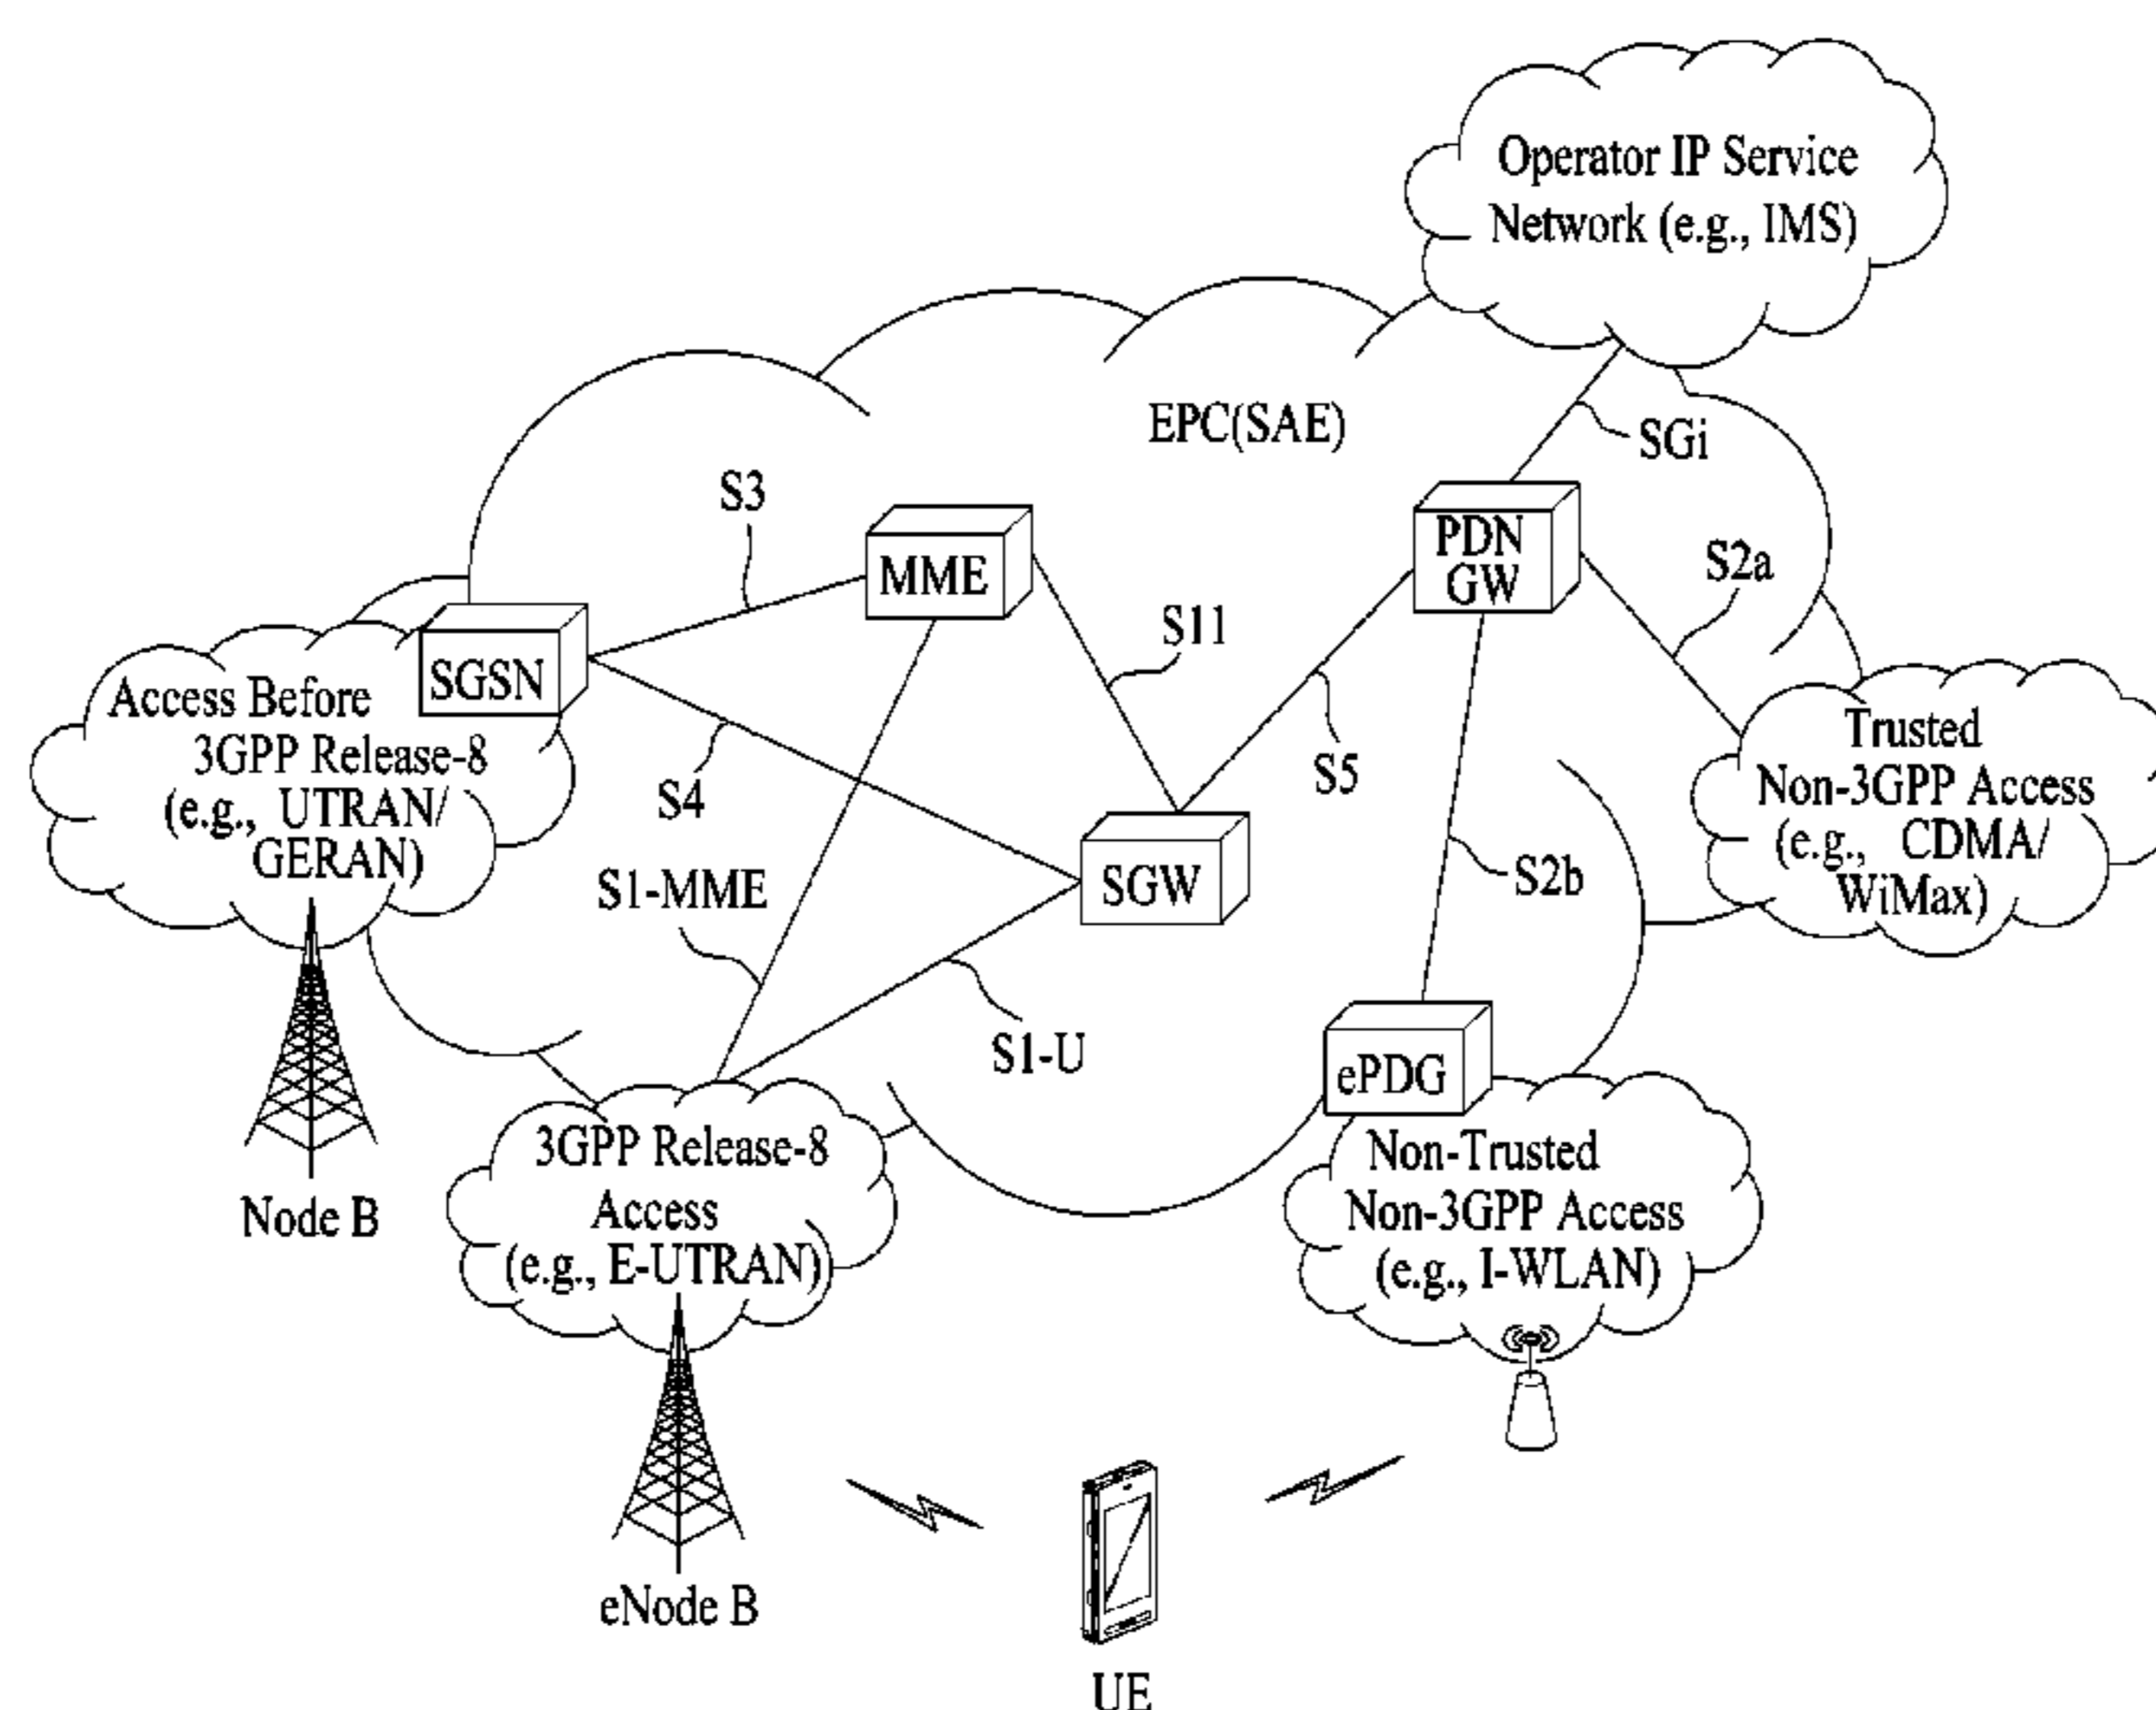 Operator IP Service
Network (e.g., IMS)
EPC(SAE)
SGi
S3
MME
PDN
GW
S2a
S11
SGSN
Access Before
3GPP Release-8
(e.g., UTRAN/
GERAN)
Trusted
Non-3GPP Access
(e.g., CDMA/
WiMax)
S4
S5
S1-MME
SGW
S2b
S1-U
ePDG
Node B
3GPP Release-8
Access
(e.g., E-UTRAN)
Non-Trusted
Non-3GPP Access
(e.g., I-WLAN)
eNode B
UE